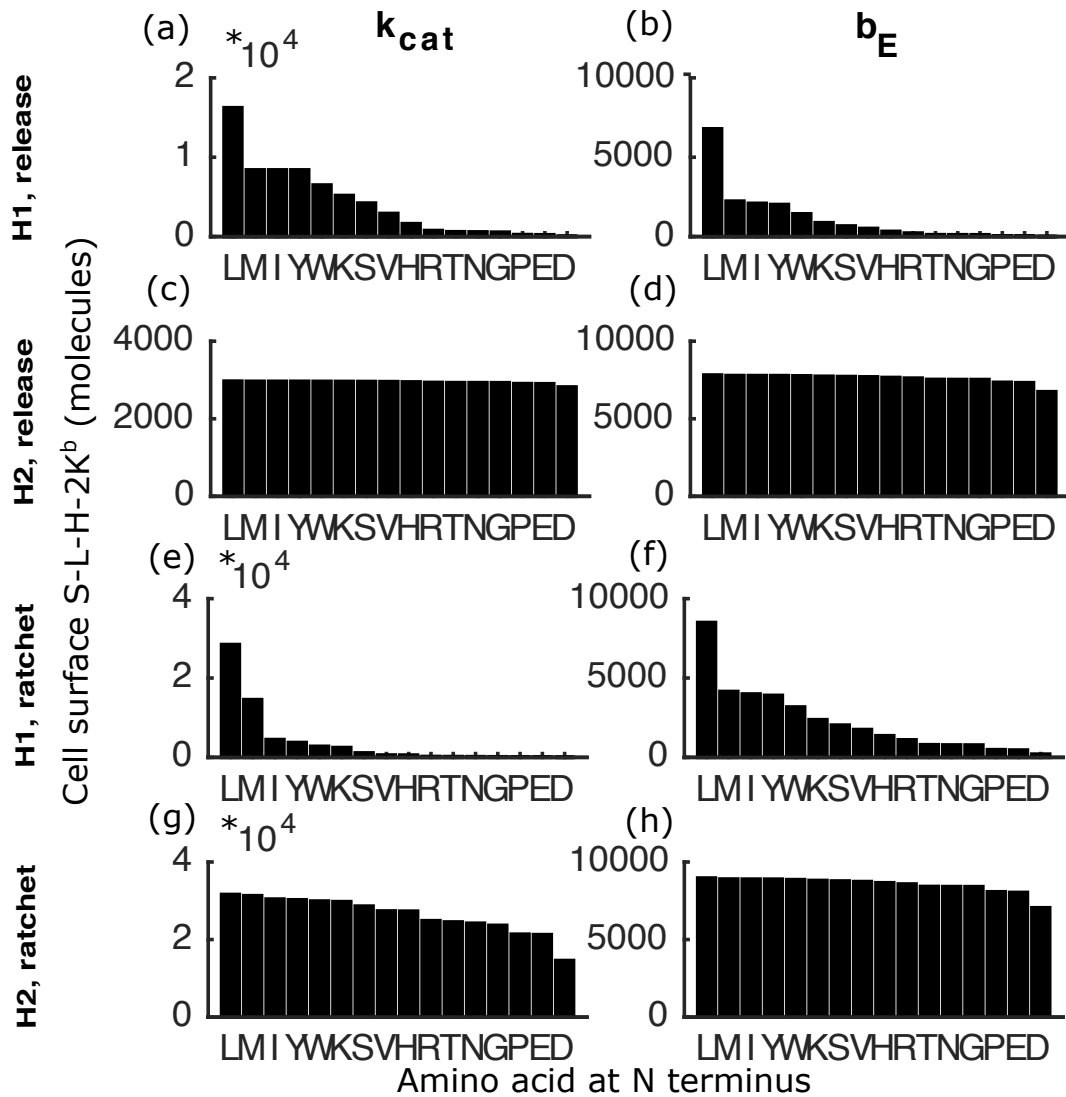 k_cat
b_E
(a)
*10^4
(b)
H1, release
2
1
0
10000
5000
0
LMIYWKSVHRTNGPED
LMIYWKSVHRTNGPED
(c)
(d)
H2, release
4000
2000
0
10000
5000
0
LMIYWKSVHRTNGPED
LMIYWKSVHRTNGPED
Cell surface S-L-H-2K^b (molecules)
(e)
*10^4
(f)
H1, ratchet
4
2
0
10000
5000
0
LMIYWKSVHRTNGPED
LMIYWKSVHRTNGPED
(g)
*10^4
(h)
H2, ratchet
4
2
0
10000
5000
0
LMIYWKSVHRTNGPED
LMIYWKSVHRTNGPED
Amino acid at N terminus